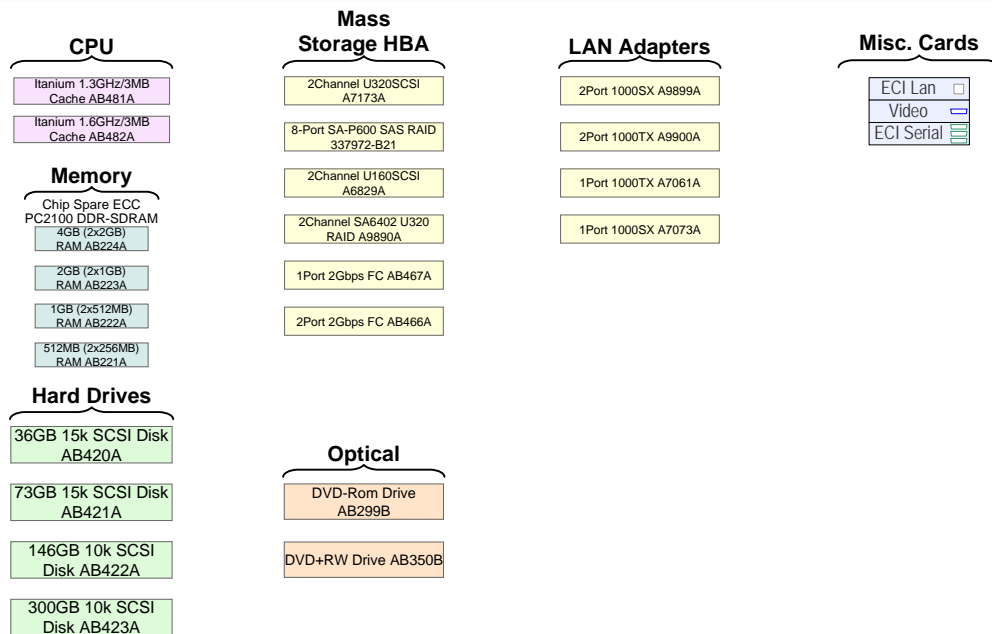 CPU
Itanium 1.3GHz/3MB
Cache AB481A
Itanium 1.6GHz/3MB
Cache AB482A
Memory
Chip Spare ECC
PC2100 DDR-SDRAM
4GB (2x2GB)
RAM AB224A
2GB (2x1GB)
RAM AB223A
1GB (2x512MB)
RAM AB222A
512MB (2x256MB)
RAM AB221A
Hard Drives
36GB 15k SCSI Disk
AB420A
73GB 15k SCSI Disk
AB421A
146GB 10k SCSI
Disk AB422A
300GB 10k SCSI
Disk AB423A
Mass
Storage HBA
2Channel U320SCSI
A7173A
8-Port SA-P600 SAS RAID
337972-B21
2Channel U160SCSI
A6829A
2Channel SA6402 U320
RAID A9890A
1Port 2Gbps FC AB467A
2Port 2Gbps FC AB466A
Optical
DVD-Rom Drive
AB299B
DVD+RW Drive AB350B
LAN Adapters
2Port 1000SX A9899A
2Port 1000TX A9900A
1Port 1000TX A7061A
1Port 1000SX A7073A
Misc. Cards
ECI Lan
Video
ECI Serial